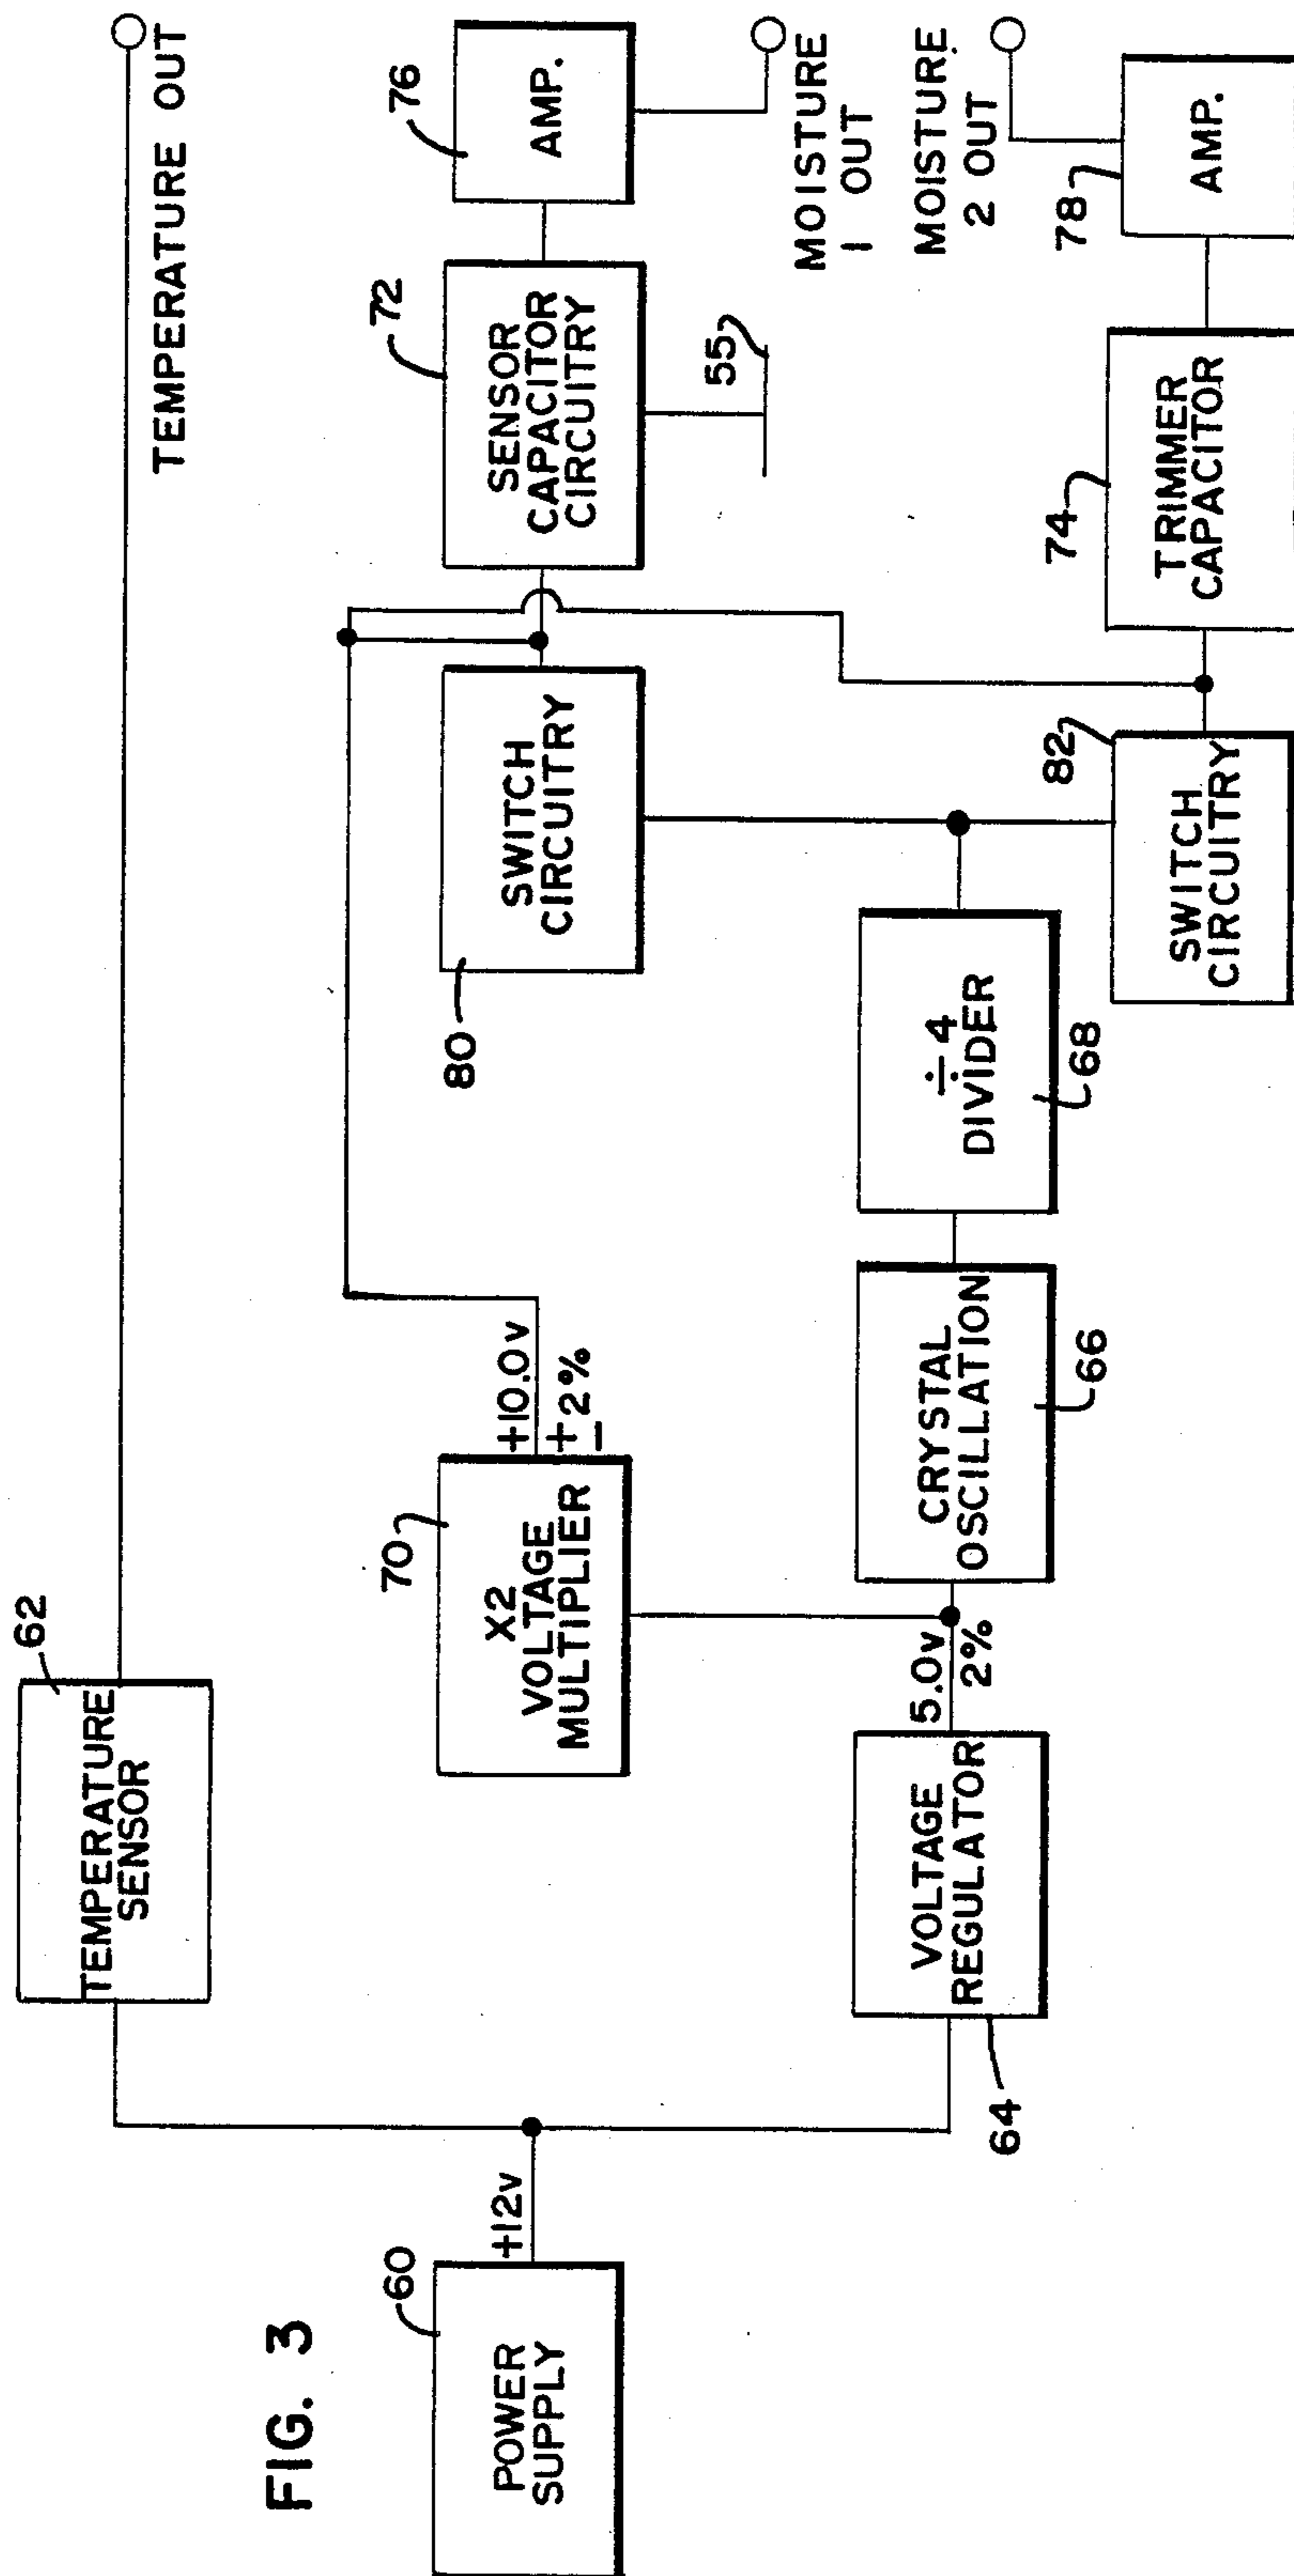 FIG. 3
60
POWER
SUPPLY
+12v
62
TEMPERATURE
SENSOR
TEMPERATURE OUT
64
VOLTAGE
REGULATOR
5.0v
2%
70
X2
VOLTAGE
MULTIPLIER
+10.0v
±2%
CRYSTAL
OSCILLATION
66
÷4
DIVIDER
68
80
SWITCH
CIRCUITRY
82
SWITCH
CIRCUITRY
72
SENSOR
CAPACITOR
CIRCUITRY
55
74
TRIMMER
CAPACITOR
76
AMP.
MOISTURE
1 OUT
MOISTURE
2 OUT
78
AMP.